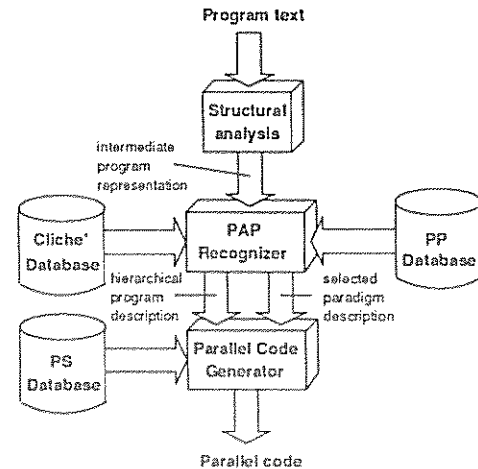 Program text
Structural
analysis
intermediate
program
representation
Cliche'
Database
PAP
Recognizer
PP
Database
hierarchical
program
description
selected
paradigm
description
PS
Database
Parallel Code
Generator
Parallel code